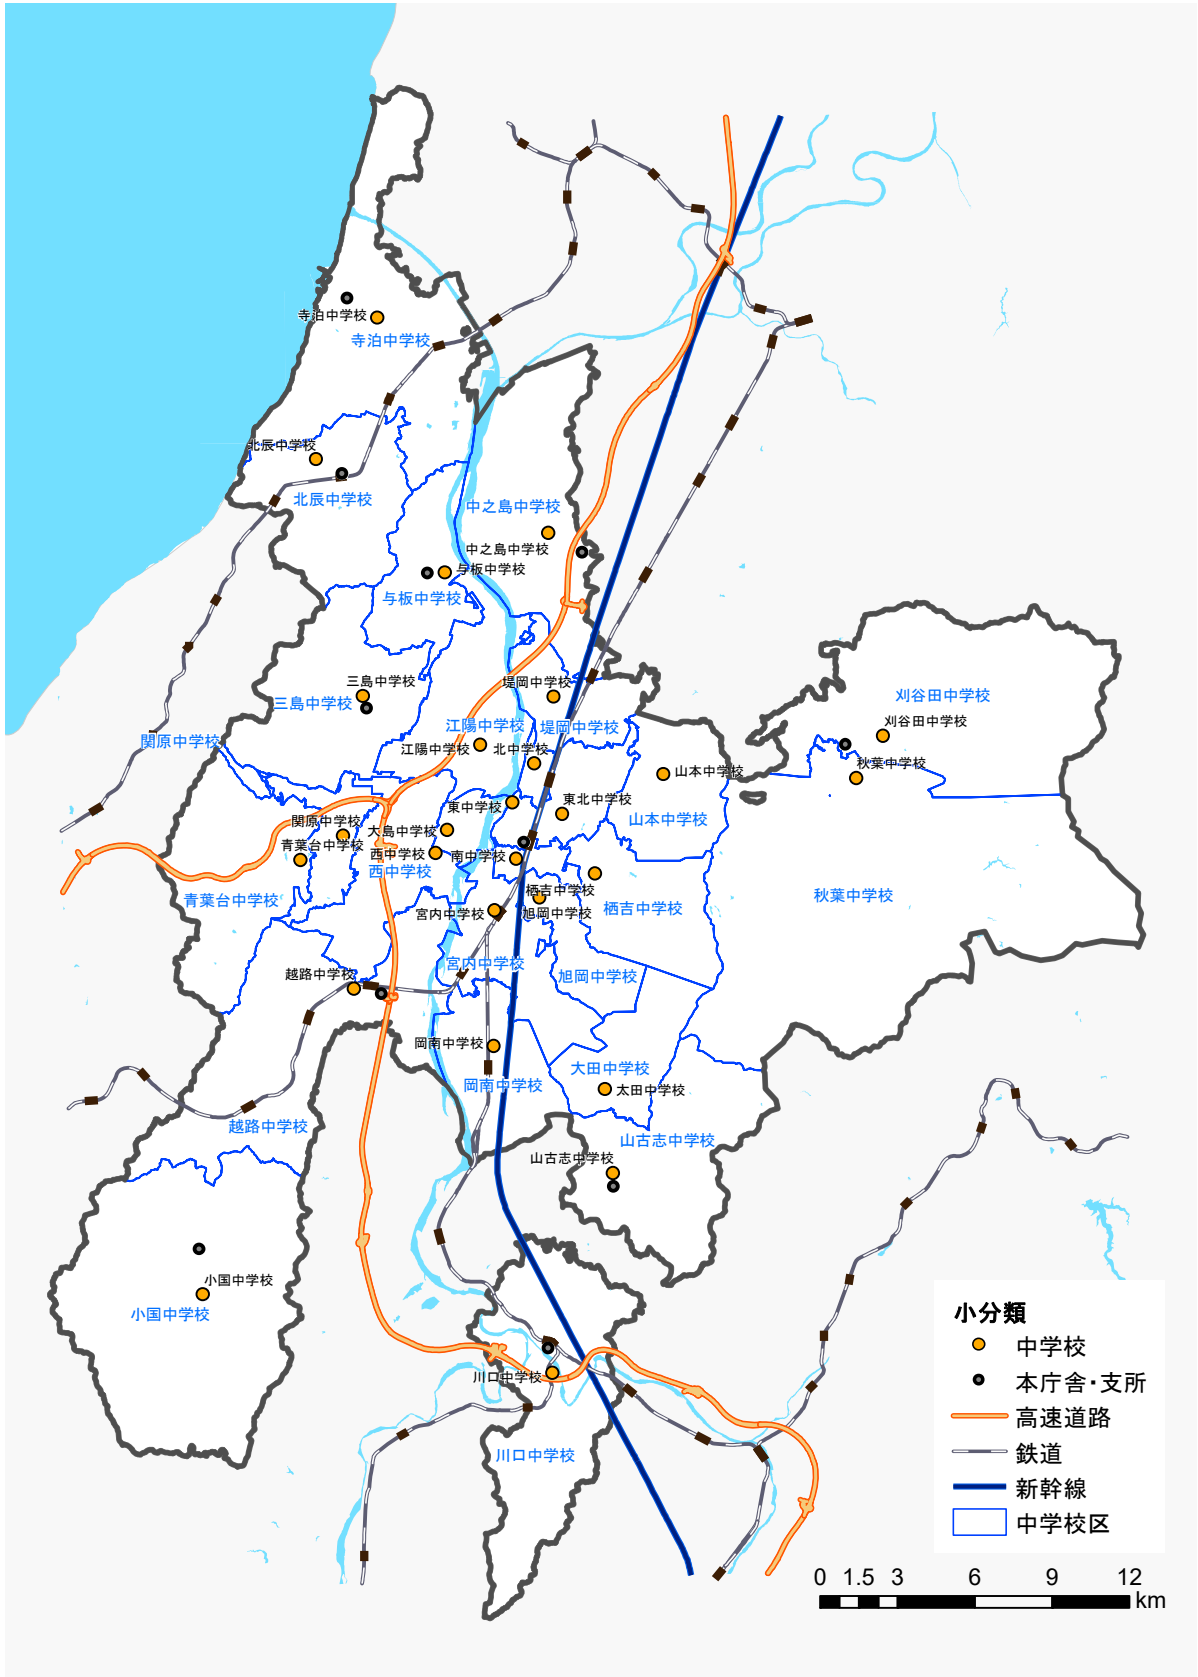 寺泊中学校
寺泊中学校
北辰中学校
北辰中学校
中之島中学校
中之島中学校
与板中学校
与板中学校
三島中学校
三島中学校
堤岡中学校
堤岡中学校
刈谷田中学校
刈谷田中学校
関原中学校
江陽中学校
江陽中学校
北中学校
山本中学校
秋葉中学校
東中学校
東北中学校
山本中学校
関原中学校
大島中学校
青葉台中学校
西中学校
南中学校
西中学校
青葉台中学校
栖吉中学校
秋葉中学校
宮内中学校
旭岡中学校
栖吉中学校
宮内中学校
越路中学校
旭岡中学校
岡南中学校
大田中学校
岡南中学校
太田中学校
越路中学校
山古志中学校
山古志中学校
小国中学校
小国中学校
川口中学校
川口中学校
小分類
中学校
本庁舎・支所
高速道路
鉄道
新幹線
中学校区
0 1.5 3 6 9 12
km